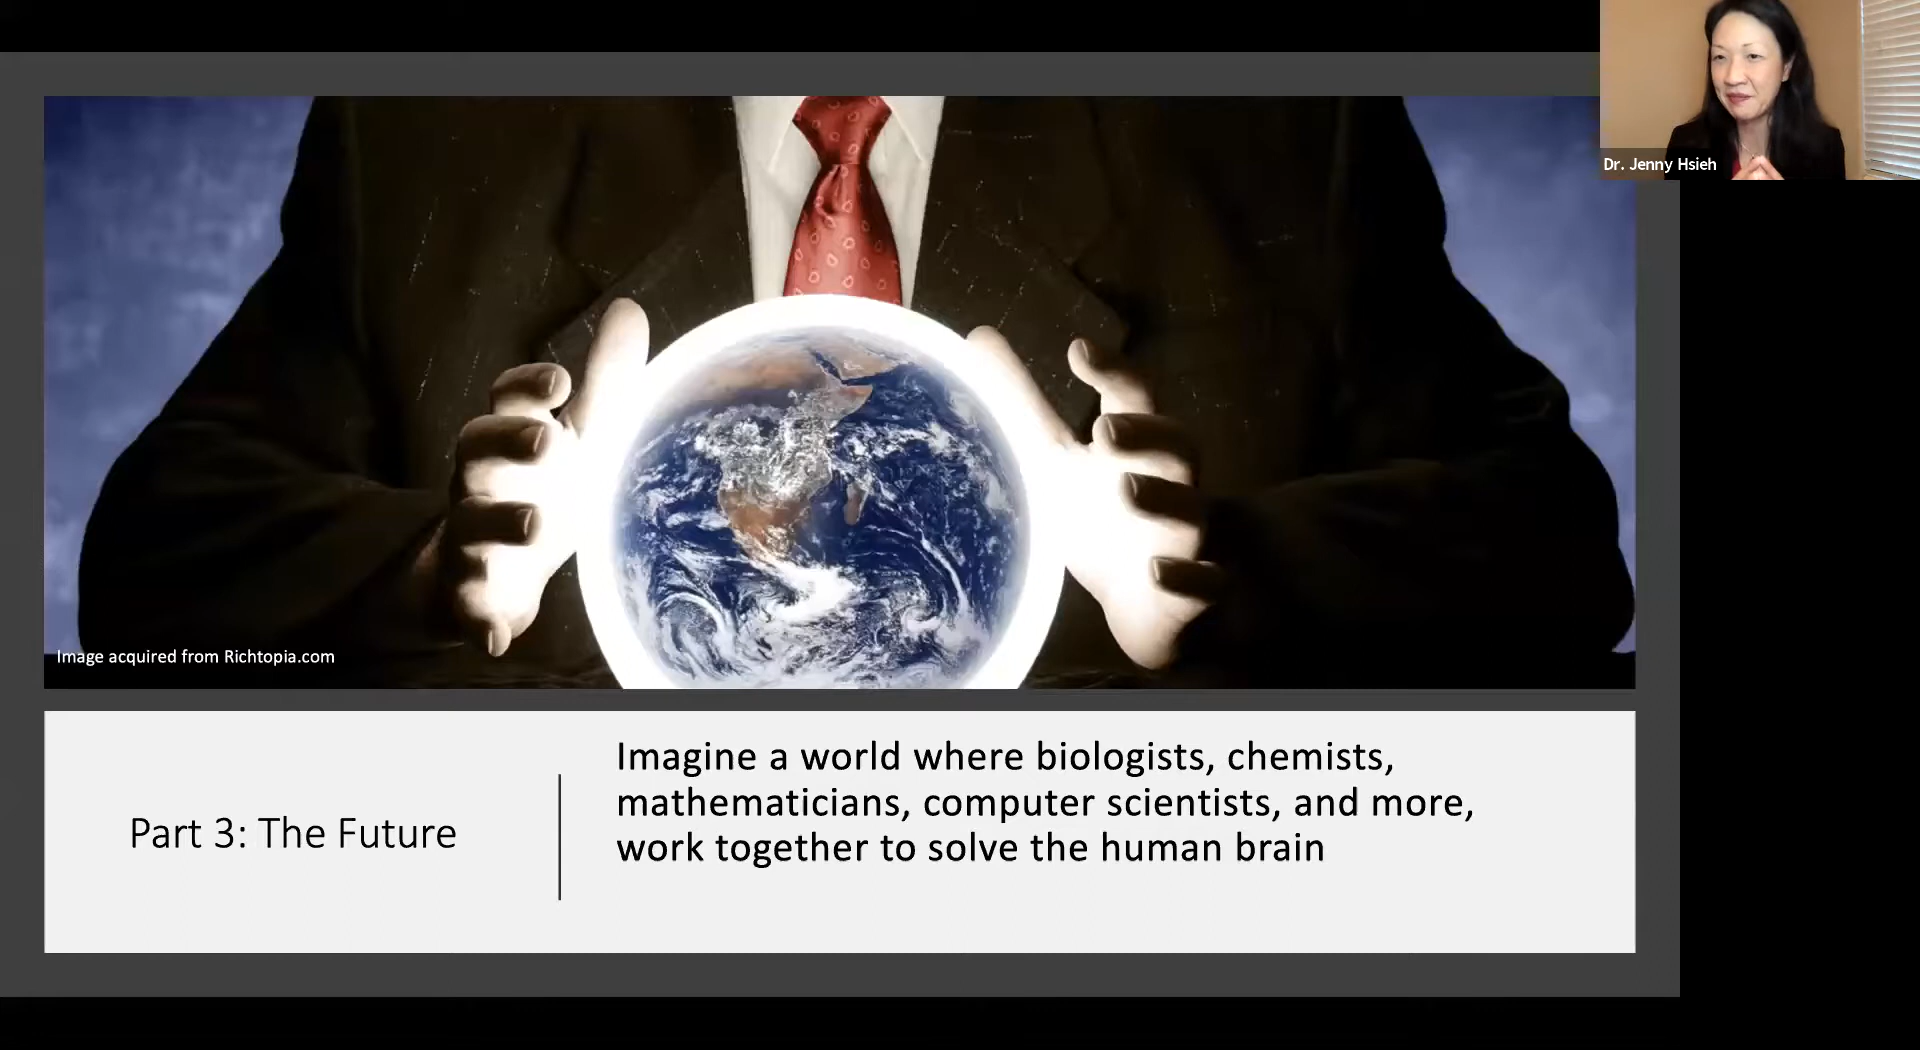 Dr. Jenny Hsieh
Image acquired from Richtopia.com
Part 3: The Future
Imagine a world where biologists, chemists,
mathematicians, computer scientists, and more,
work together to solve the human brain